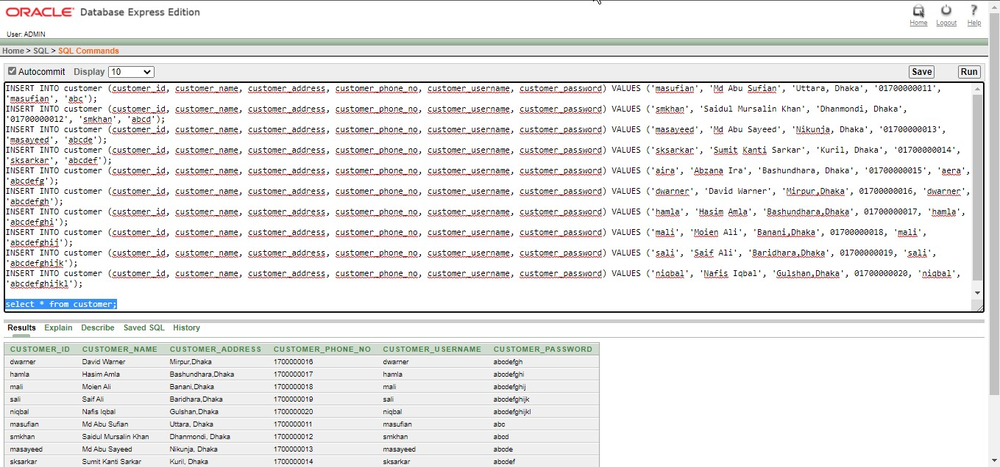 ORACLE Database Express Edition
Home Logout Help
User: ADMIN
Home > SQL > SQL Commands
Autocommit Display 10 Save Run
INSERT INTO customer (customer_id, customer_name, customer_address, customer_phone_no, customer_username, customer_password) VALUES ('masufian', 'Md Abu Sufian', 'Uttara, Dhaka', '01700000011',
'masufian', 'abc');
INSERT INTO customer (customer_id, customer_name, customer_address, customer_phone_no, customer_username, customer_password) VALUES ('smkhan', 'Saidul Mursalin Khan', 'Dhanmondi, Dhaka',
'01700000012', 'smkhan', 'abcd');
INSERT INTO customer (customer_id, customer_name, customer_address, customer_phone_no, customer_username, customer_password) VALUES ('masayeed', 'Md Abu Sayeed', 'Nikunja, Dhaka', '01700000013',
'masayeed', 'abcde');
INSERT INTO customer (customer_id, customer_name, customer_address, customer_phone_no, customer_username, customer_password) VALUES ('sksarkar', 'Sumit Kanti Sarkar', 'Kuril, Dhaka', '01700000014',
'sksarkar', 'abcdef');
INSERT INTO customer (customer_id, customer_name, customer_address, customer_phone_no, customer_username, customer_password) VALUES ('aira', 'Abzana Ira', 'Bashundhara, Dhaka', '01700000015', 'aera',
'abcdefg');
INSERT INTO customer (customer_id, customer_name, customer_address, customer_phone_no, customer_username, customer_password) VALUES ('dwarner', 'David Warner', 'Mirpur,Dhaka', 01700000016, 'dwarner',
'abcdefgh');
INSERT INTO customer (customer_id, customer_name, customer_address, customer_phone_no, customer_username, customer_password) VALUES ('hamla', 'Hasim Amla', 'Bashundhara,Dhaka', 01700000017, 'hamla',
'abcdefghi');
INSERT INTO customer (customer_id, customer_name, customer_address, customer_phone_no, customer_username, customer_password) VALUES ('mali', 'Moien Ali', 'Banani,Dhaka', 01700000018, 'mali',
'abcdefghij');
INSERT INTO customer (customer_id, customer_name, customer_address, customer_phone_no, customer_username, customer_password) VALUES ('sali', 'Saif Ali', 'Baridhara,Dhaka', 01700000019, 'sali',
'abcdefghijk');
INSERT INTO customer (customer_id, customer_name, customer_address, customer_phone_no, customer_username, customer_password) VALUES ('niqbal', 'Nafis Iqbal', 'Gulshan,Dhaka', 01700000020, 'niqbal',
'abcdefghijkl');
select * from customer;
Results Explain Describe Saved SQL History
CUSTOMER_ID CUSTOMER_NAME CUSTOMER_ADDRESS CUSTOMER_PHONE_NO CUSTOMER_USERNAME CUSTOMER_PASSWORD
dwarner David Warner Mirpur,Dhaka 1700000016 dwarner abcdefgh
hamla Hasim Amla Bashundhara,Dhaka 1700000017 hamla abcdefghi
mali Moien Ali Banani,Dhaka 1700000018 mali abcdefghij
sali Saif Ali Baridhara,Dhaka 1700000019 sali abcdefghijk
niqbal Nafis Iqbal Gulshan,Dhaka 1700000020 niqbal abcdefghijkl
masufian Md Abu Sufian Uttara, Dhaka 1700000011 masufian abc
smkhan Saidul Mursalin Khan Dhanmondi, Dhaka 1700000012 smkhan abcd
masayeed Md Abu Sayeed Nikunja, Dhaka 1700000013 masayeed abcde
sksarkar Sumit Kanti Sarkar Kuril, Dhaka 1700000014 sksarkar abcdef